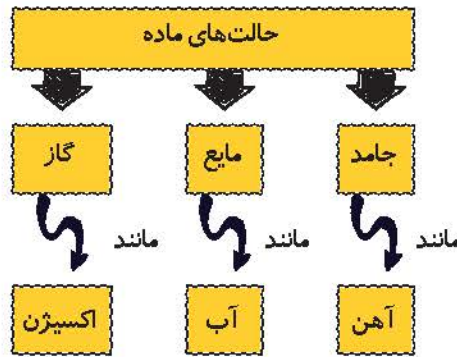 حالت‌های ماده
جامد
مایع
گاز
مانند
مانند
مانند
آهن
آب
اکسیژن